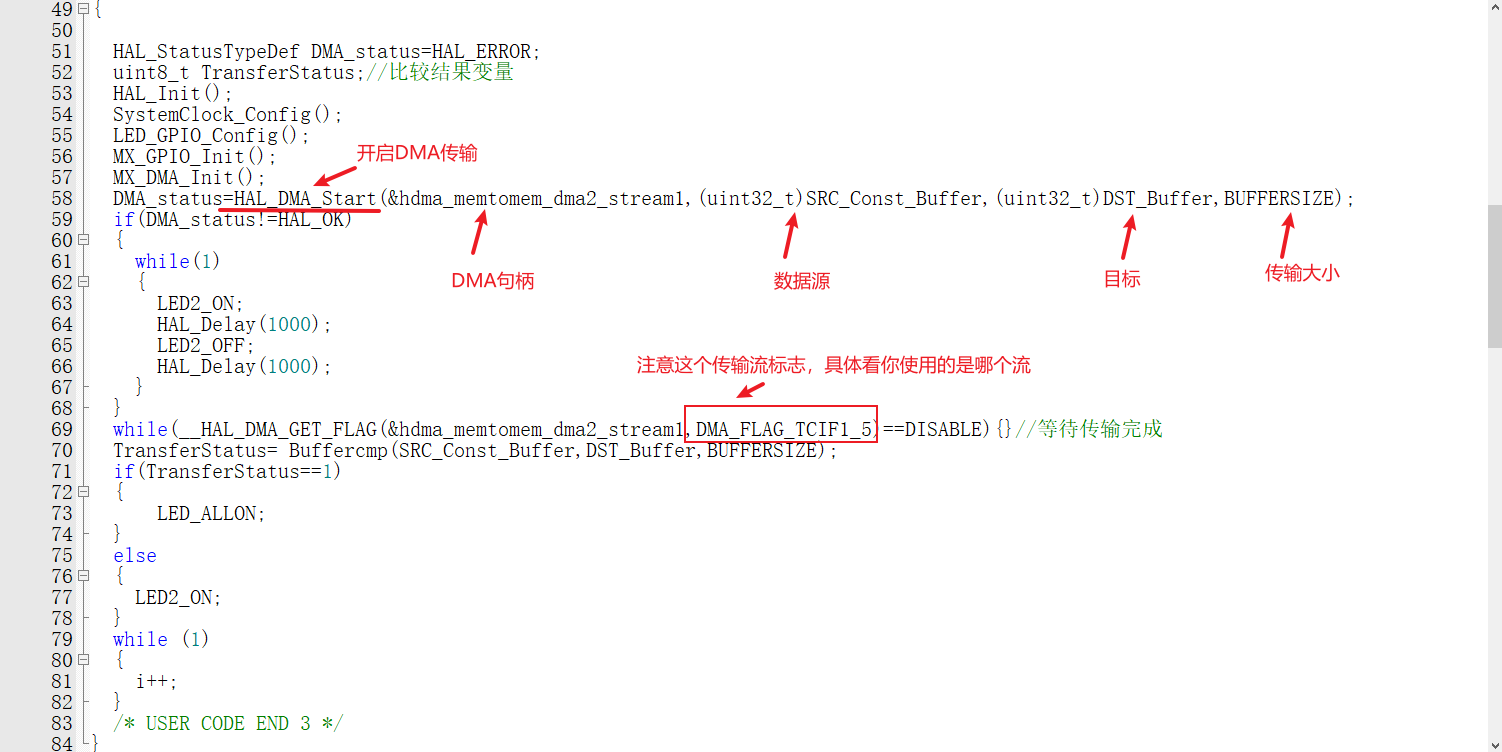 49 {
50
51 HAL_StatusTypeDef DMA_status=HAL_ERROR;
52 uint8_t TransferStatus;//比较结果变量
53 HAL_Init();
54 SystemClock_Config();
55 LED_GPIO_Config();
开启DMA传输
56 MX_GPIO_Init();
57 MX_DMA_Init();
58 DMA_status=HAL_DMA_Start(&hdma_memtomem_dma2_stream1,(uint32_t)SRC_Const_Buffer,(uint32_t)DST_Buffer,BUFFERSIZE);
59 if(DMA_status!=HAL_OK)
60 {
61 while(1)
62 {
DMA句柄 数据源 目标 传输大小
63 LED2_ON;
64 HAL_Delay(1000);
65 LED2_OFF;
66 HAL_Delay(1000);
注意这个传输流标志，具体看你使用的是哪个流
67 }
68 }
69 while(__HAL_DMA_GET_FLAG(&hdma_memtomem_dma2_stream1,DMA_FLAG_TCIF1_5)==DISABLE){}//等待传输完成
70 TransferStatus= Buffercmp(SRC_Const_Buffer,DST_Buffer,BUFFERSIZE);
71 if(TransferStatus==1)
72 {
73 LED_ALLON;
74 }
75 else
76 {
77 LED2_ON;
78 }
79 while (1)
80 {
81 i++;
82 }
83 /* USER CODE END 3 */
84 }